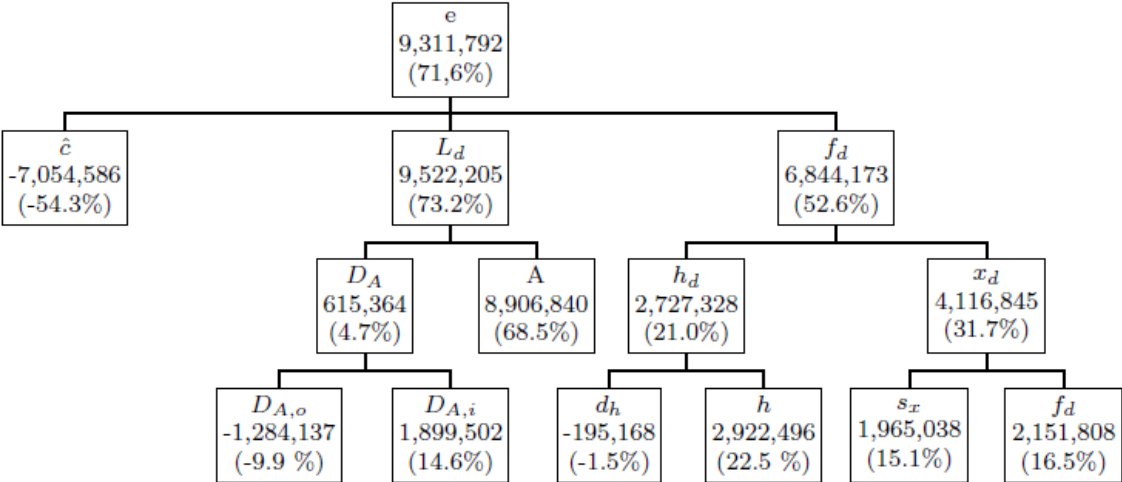 e
9,311,792
(71,6%)
ĉ
-7,054,586
(-54.3%)
L_d
9,522,205
(73.2%)
f_d
6,844,173
(52.6%)
D_A
615,364
(4.7%)
A
8,906,840
(68.5%)
h_d
2,727,328
(21.0%)
x_d
4,116,845
(31.7%)
D_{A,o}
-1,284,137
(-9.9 %)
D_{A,i}
1,899,502
(14.6%)
d_h
-195,168
(-1.5%)
h
2,922,496
(22.5 %)
s_x
1,965,038
(15.1%)
f_d
2,151,808
(16.5%)